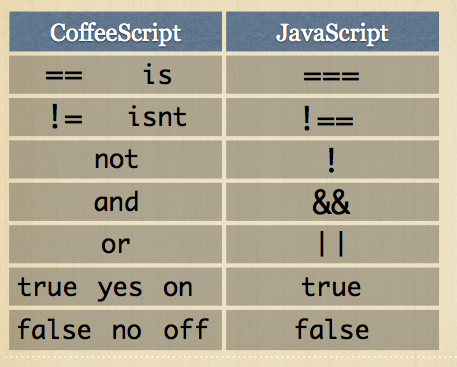 CoffeeScript JavaScript
== is ===
!= isnt !==
not !
and &&
or ||
true yes on true
false no off false